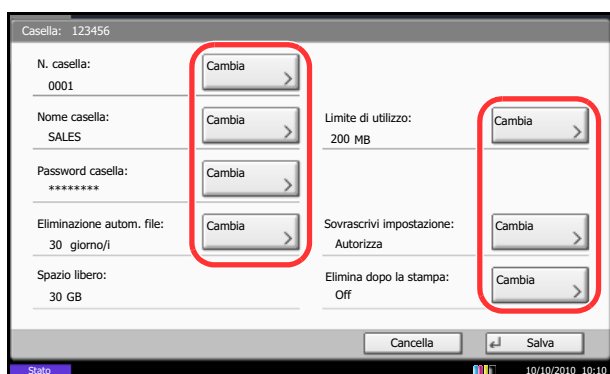 Casella: 123456
N. casella:
0001
Cambia
Nome casella:
SALES
Cambia
Limite di utilizzo:
200 MB
Cambia
Password casella:
********
Cambia
Eliminazione autom. file:
30 giorno/i
Cambia
Sovrascrivi impostazione:
Autorizza
Cambia
Spazio libero:
30 GB
Elimina dopo la stampa:
Off
Cambia
Cancella
Salva
Stato
10/10/2010 10:10